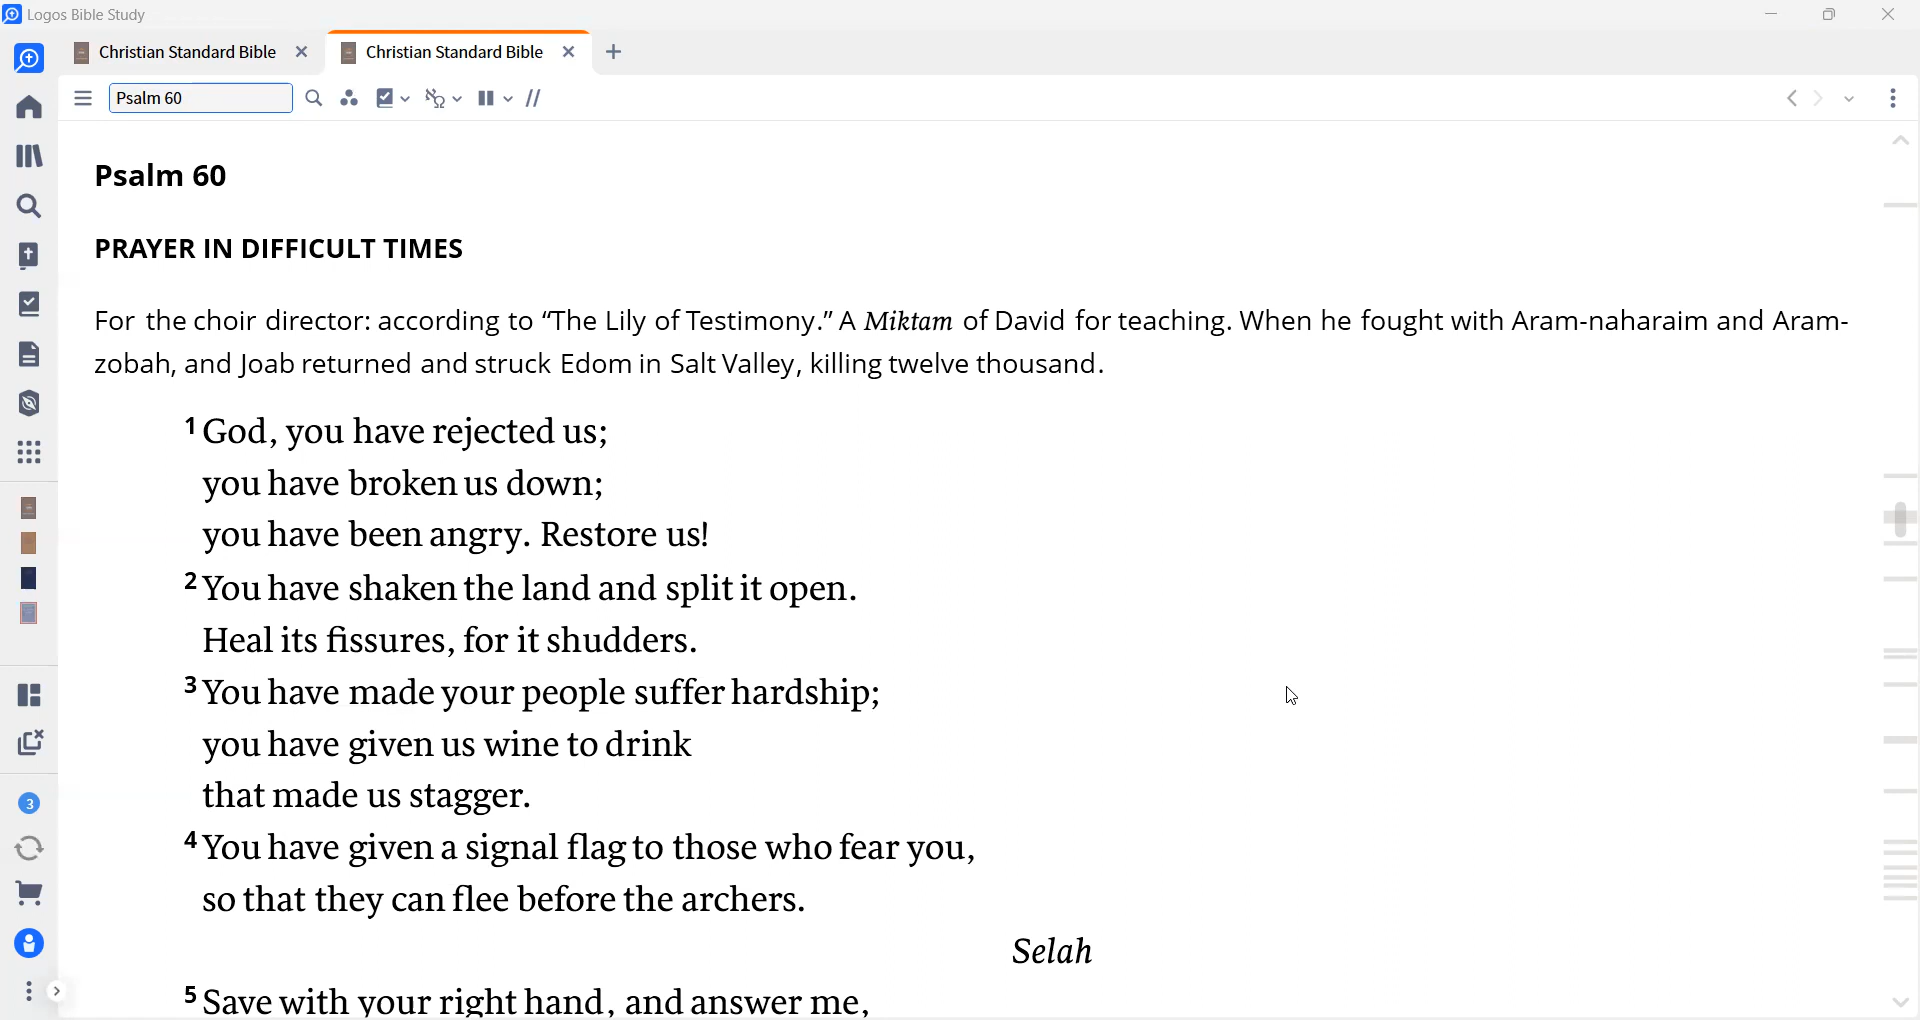 Logos Bible Study
Christian Standard Bible
Christian Standard Bible
Psalm 60
Psalm 60
PRAYER IN DIFFICULT TIMES
For the choir director: according to “The Lily of Testimony.” A Miktam of David for teaching. When he fought with Aram-naharaim and Aram-
zobah, and Joab returned and struck Edom in Salt Valley, killing twelve thousand.
1 God, you have rejected us;
you have broken us down;
you have been angry. Restore us!
2 You have shaken the land and split it open.
Heal its fissures, for it shudders.
3 You have made your people suffer hardship;
you have given us wine to drink
that made us stagger.
4 You have given a signal flag to those who fear you,
so that they can flee before the archers.
Selah
5 Save with your right hand, and answer me,
3